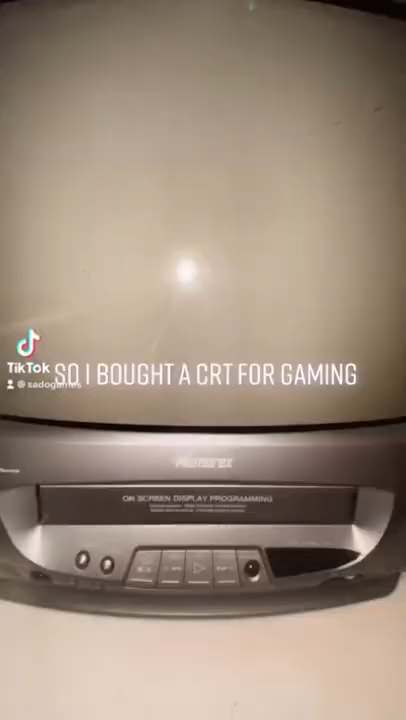 TikTok
@sadogames
SO I BOUGHT A CRT FOR GAMING
Memorex
ON SCREEN DISPLAY PROGRAMMING